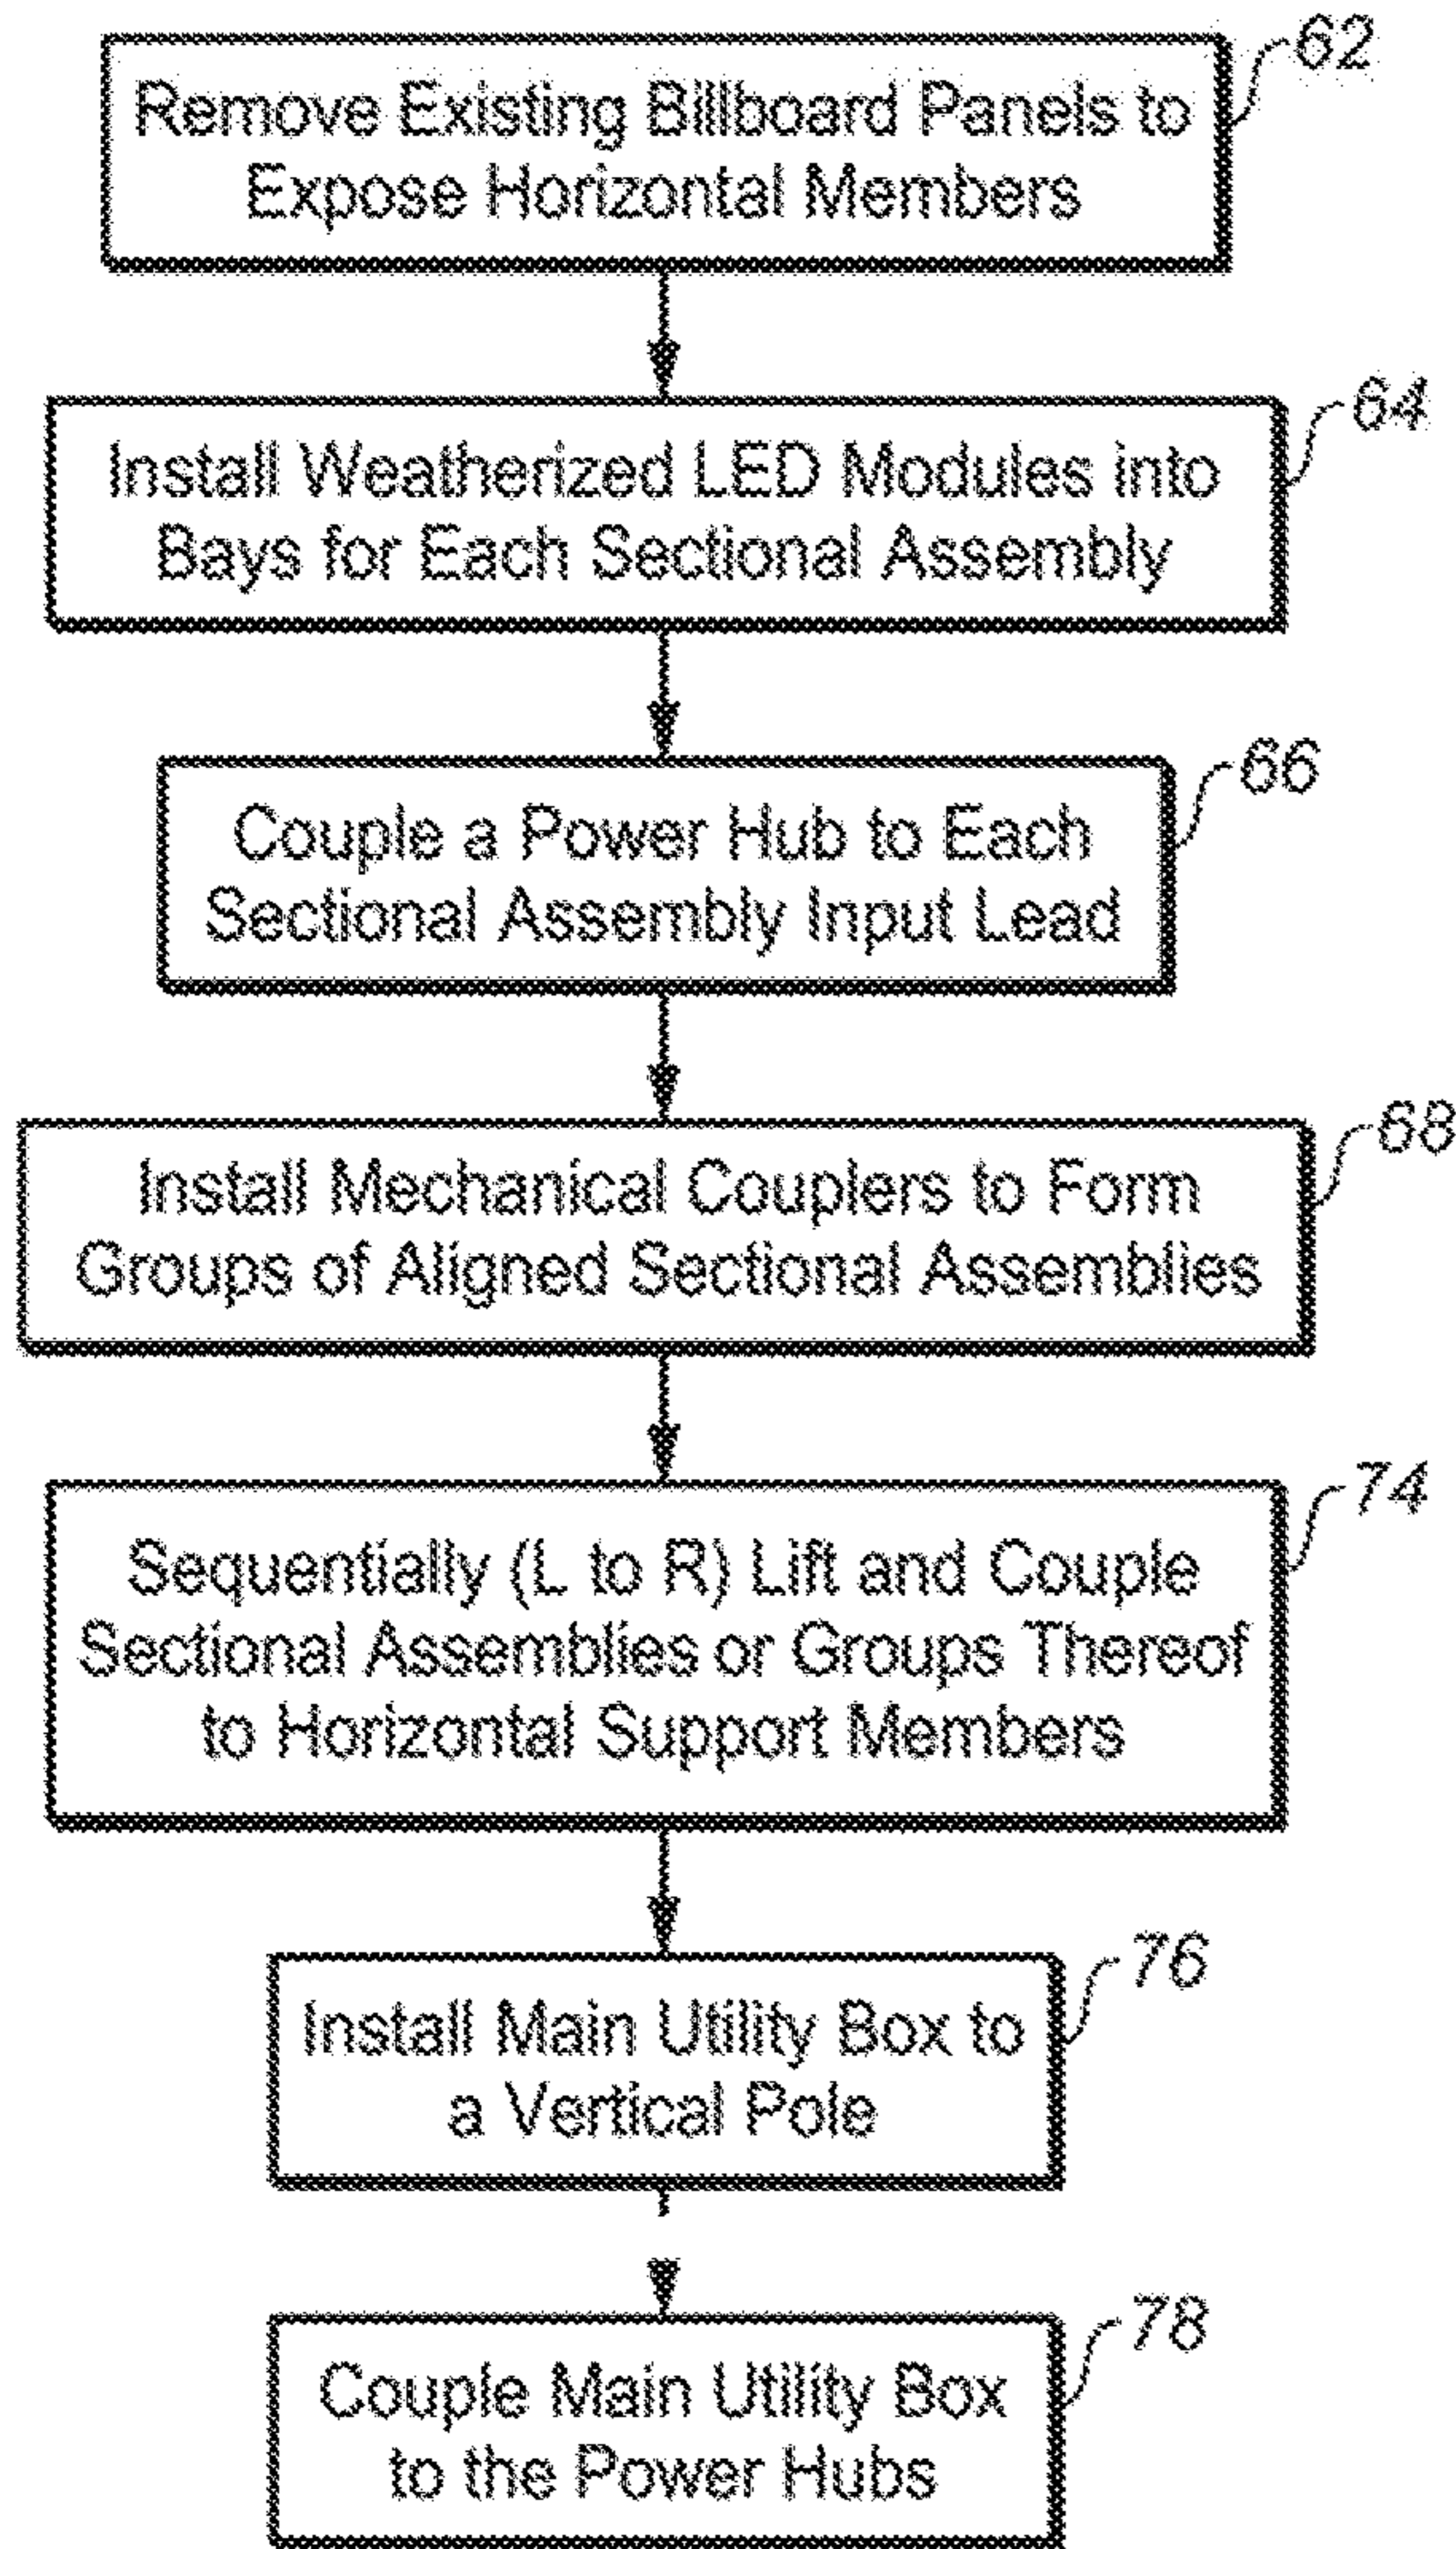 62
Remove Existing Billboard Panels to
Expose Horizontal Members
64
Install Weatherized LED Modules into
Bays for Each Sectional Assembly
66
Couple a Power Hub to Each
Sectional Assembly Input Lead
68
Install Mechanical Couplers to Form
Groups of Aligned Sectional Assemblies
74
Sequentially (L to R) Lift and Couple
Sectional Assemblies or Groups Thereof
to Horizontal Support Members
76
Install Main Utility Box to
a Vertical Pole
78
Couple Main Utility Box
to the Power Hubs